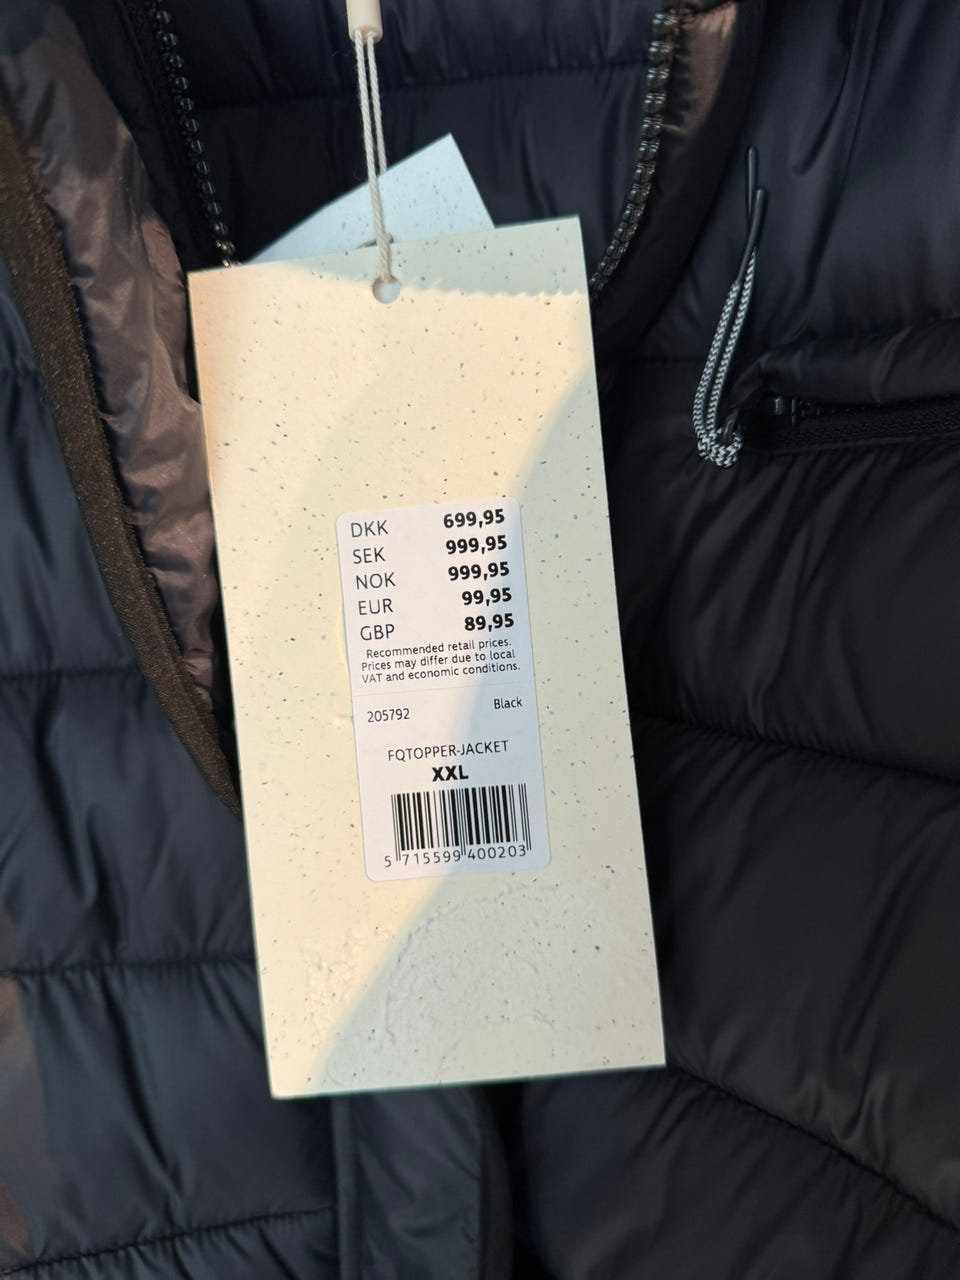 DKK 699,95
SEK 999,95
NOK 999,95
EUR 99,95
GBP 89,95
Recommended retail prices.
Prices may differ due to local
VAT and economic conditions.
205792 Black
FQTOPPER-JACKET
XXL
5 715599 400203